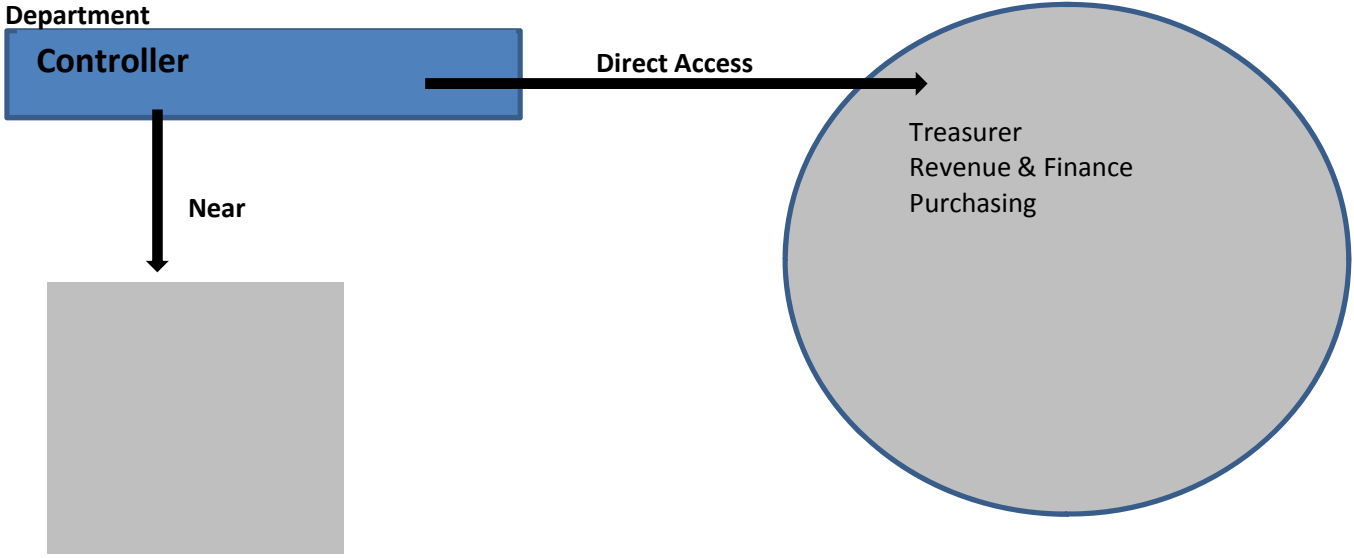 Department
Controller
Direct Access
Treasurer
Revenue & Finance
Purchasing
Near